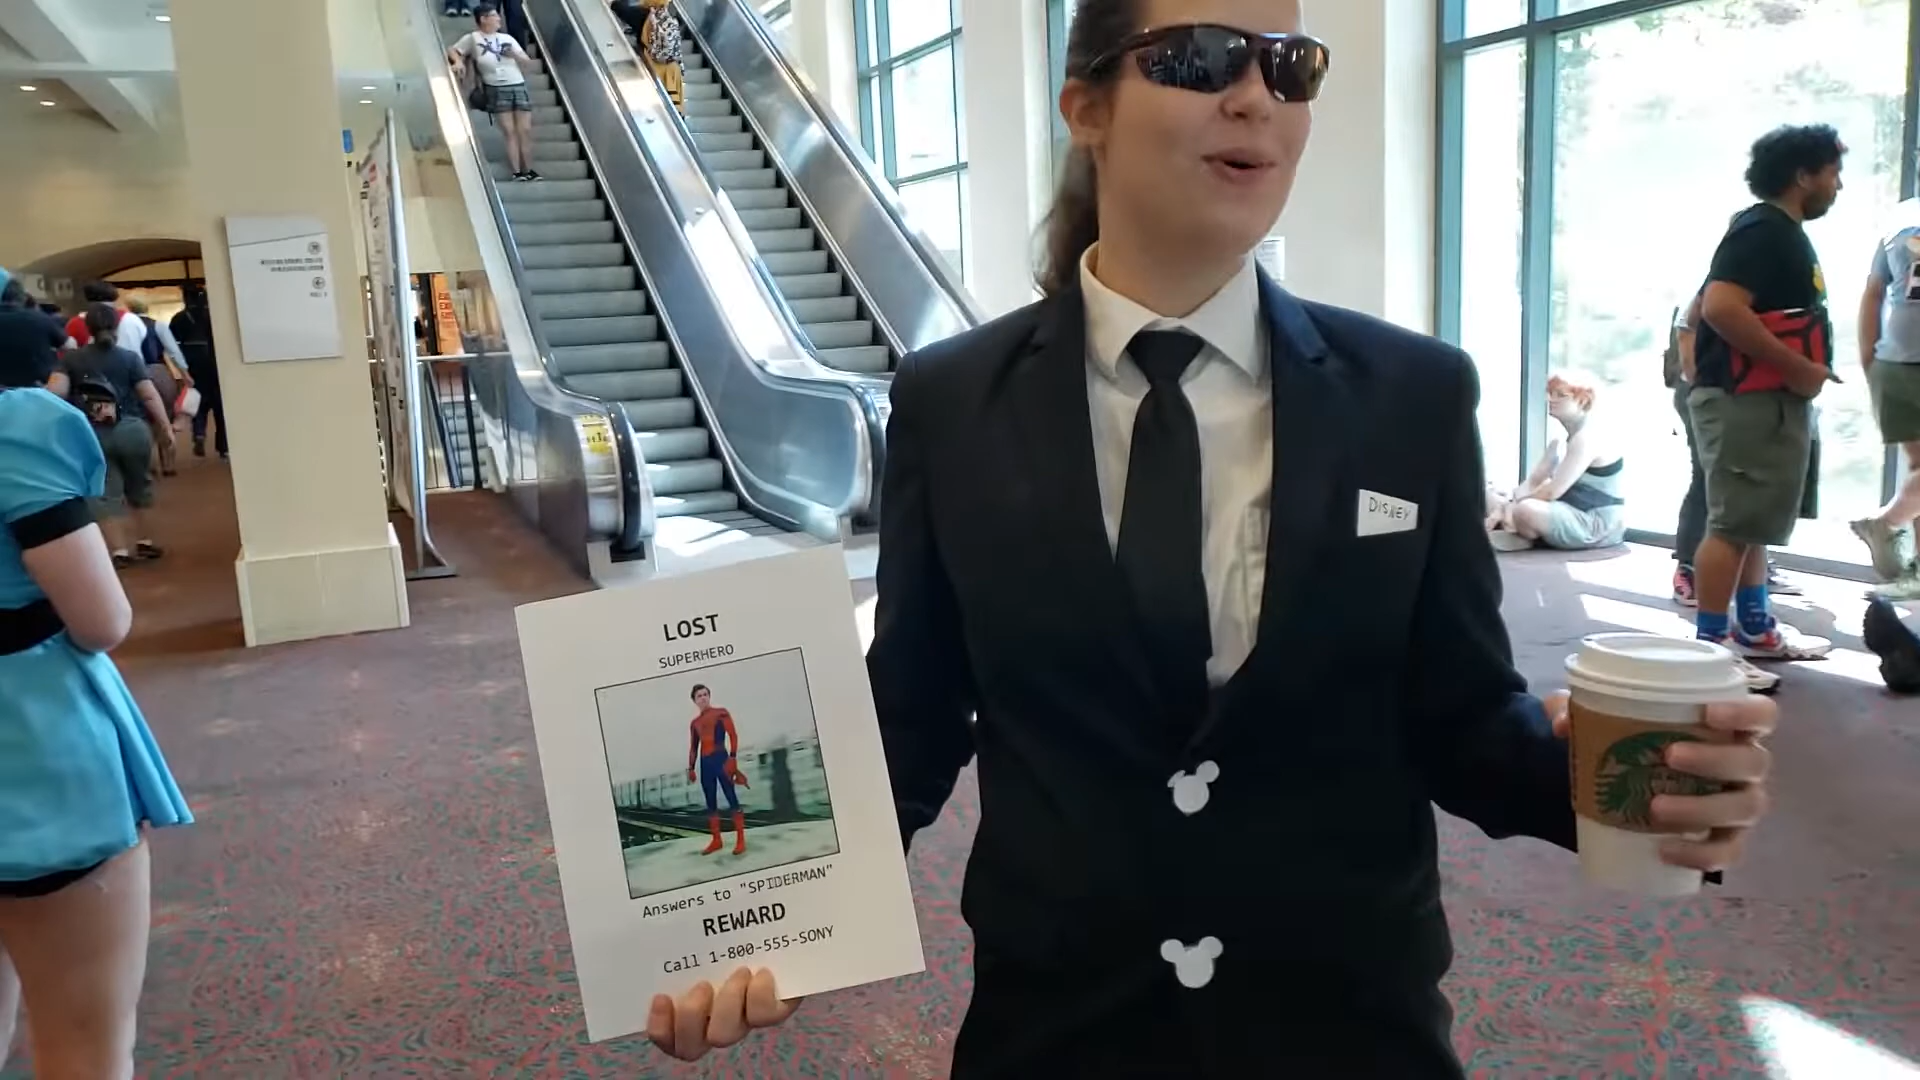 LOST
SUPERHERO
Answers to "SPIDERMAN"
REWARD
Call 1-800-555-SONY
DISNEY